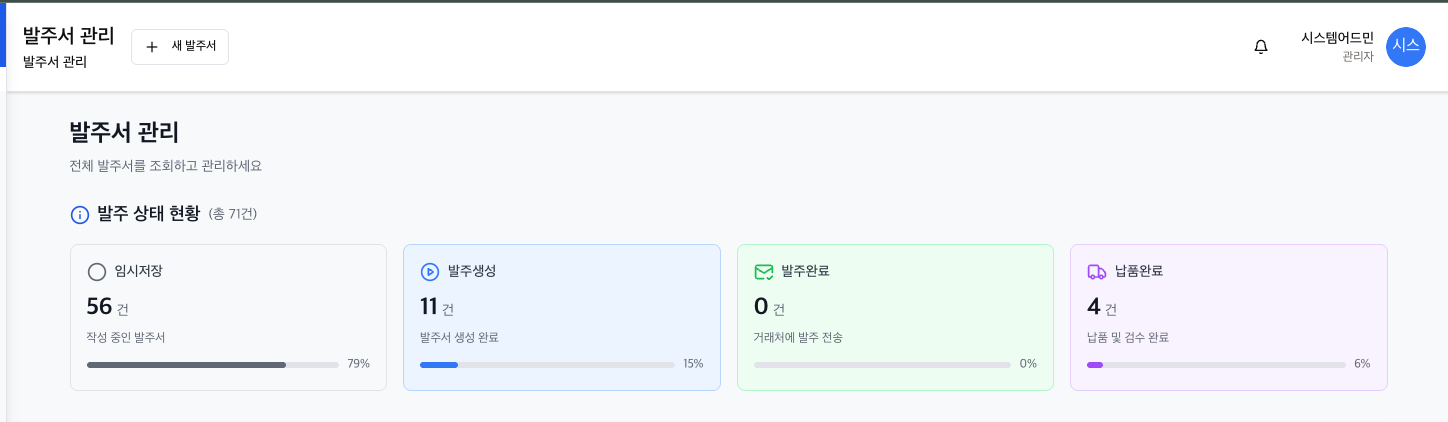 발주서 관리
새 발주서
발주서 관리
시스템어드민
관리자
시스
발주서 관리
전체 발주서를 조회하고 관리하세요
발주 상태 현황 (총 71건)
임시저장
56 건
작성 중인 발주서
79%
발주생성
11 건
발주서 생성 완료
15%
발주완료
0 건
거래처에 발주 전송
0%
납품완료
4 건
납품 및 검수 완료
6%